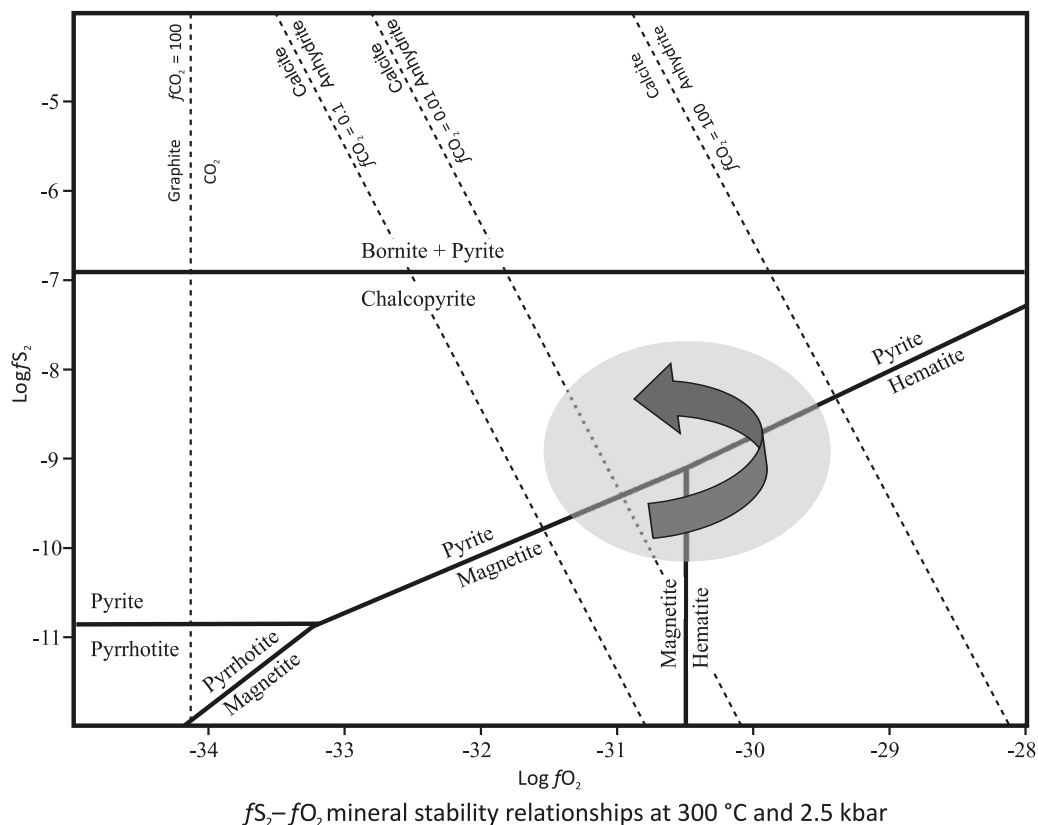 fCO₂ = 100
Graphite
CO₂
Calcite
Anhydrite
fCO₂ = 0.1
Calcite
Anhydrite
fCO₂ = 0.01
Calcite
Anhydrite
fCO₂ = 100
-5
-6
-7
-8
-9
-10
-11
LogfS₂
Bornite + Pyrite
Chalcopyrite
Pyrite
Hematite
Pyrite
Magnetite
Pyrite
Pyrrhotite
Pyrrhotite
Magnetite
Magnetite
Hematite
-34
-33
-32
-31
-30
-29
-28
Log fO₂
fS₂– fO₂ mineral stability relationships at 300 °C and 2.5 kbar